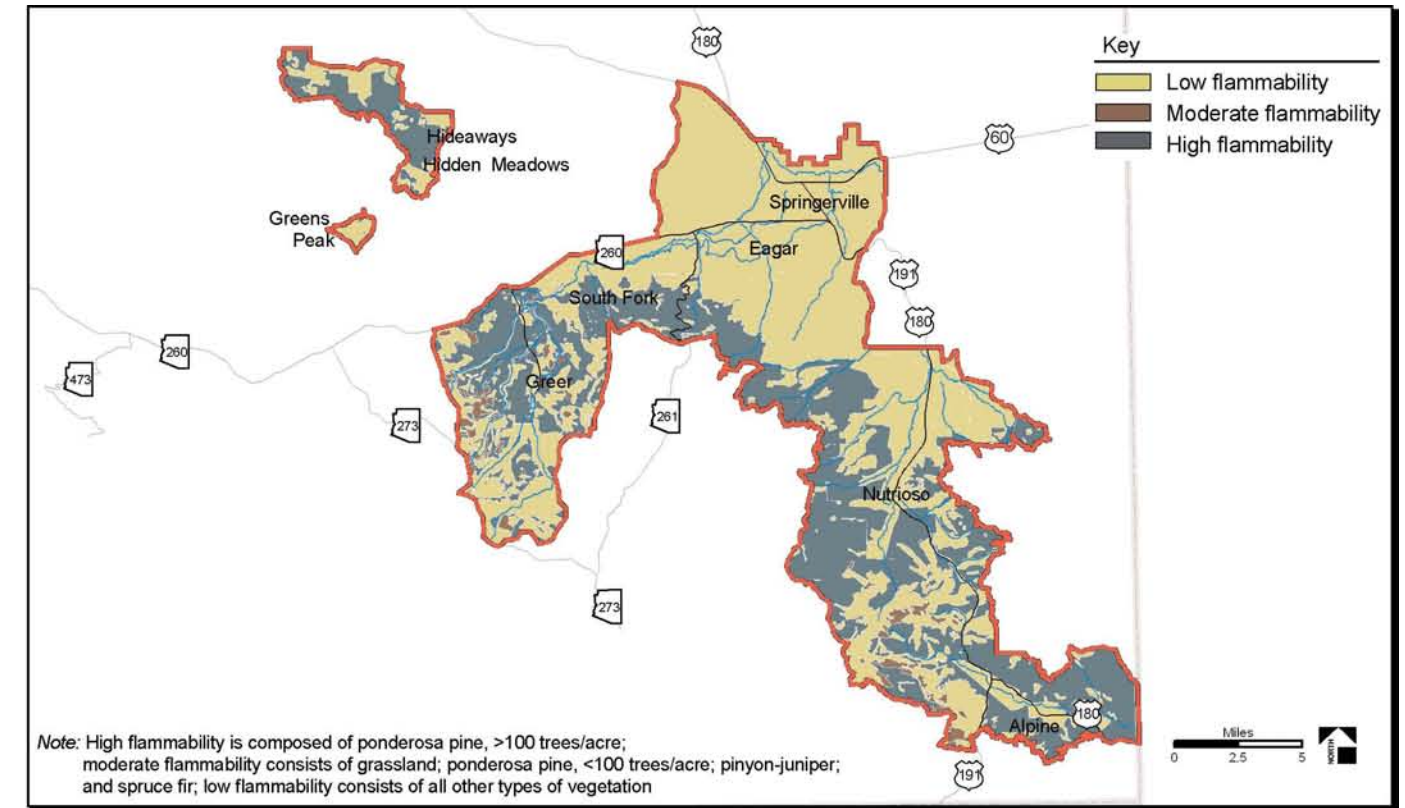 180
Key
Low flammability
Moderate flammability
High flammability
60
Hideaways
Hidden Meadows
Springerville
Greens
Peak
Eagar
260
191
South Fork
180
260
473
Greer
261
273
Nutrioso
273
180
Alpine
Miles
0 2.5 5
NORTH
191
Note: High flammability is composed of ponderosa pine, >100 trees/acre;
moderate flammability consists of grassland; ponderosa pine, <100 trees/acre; pinyon-juniper;
and spruce fir; low flammability consists of all other types of vegetation